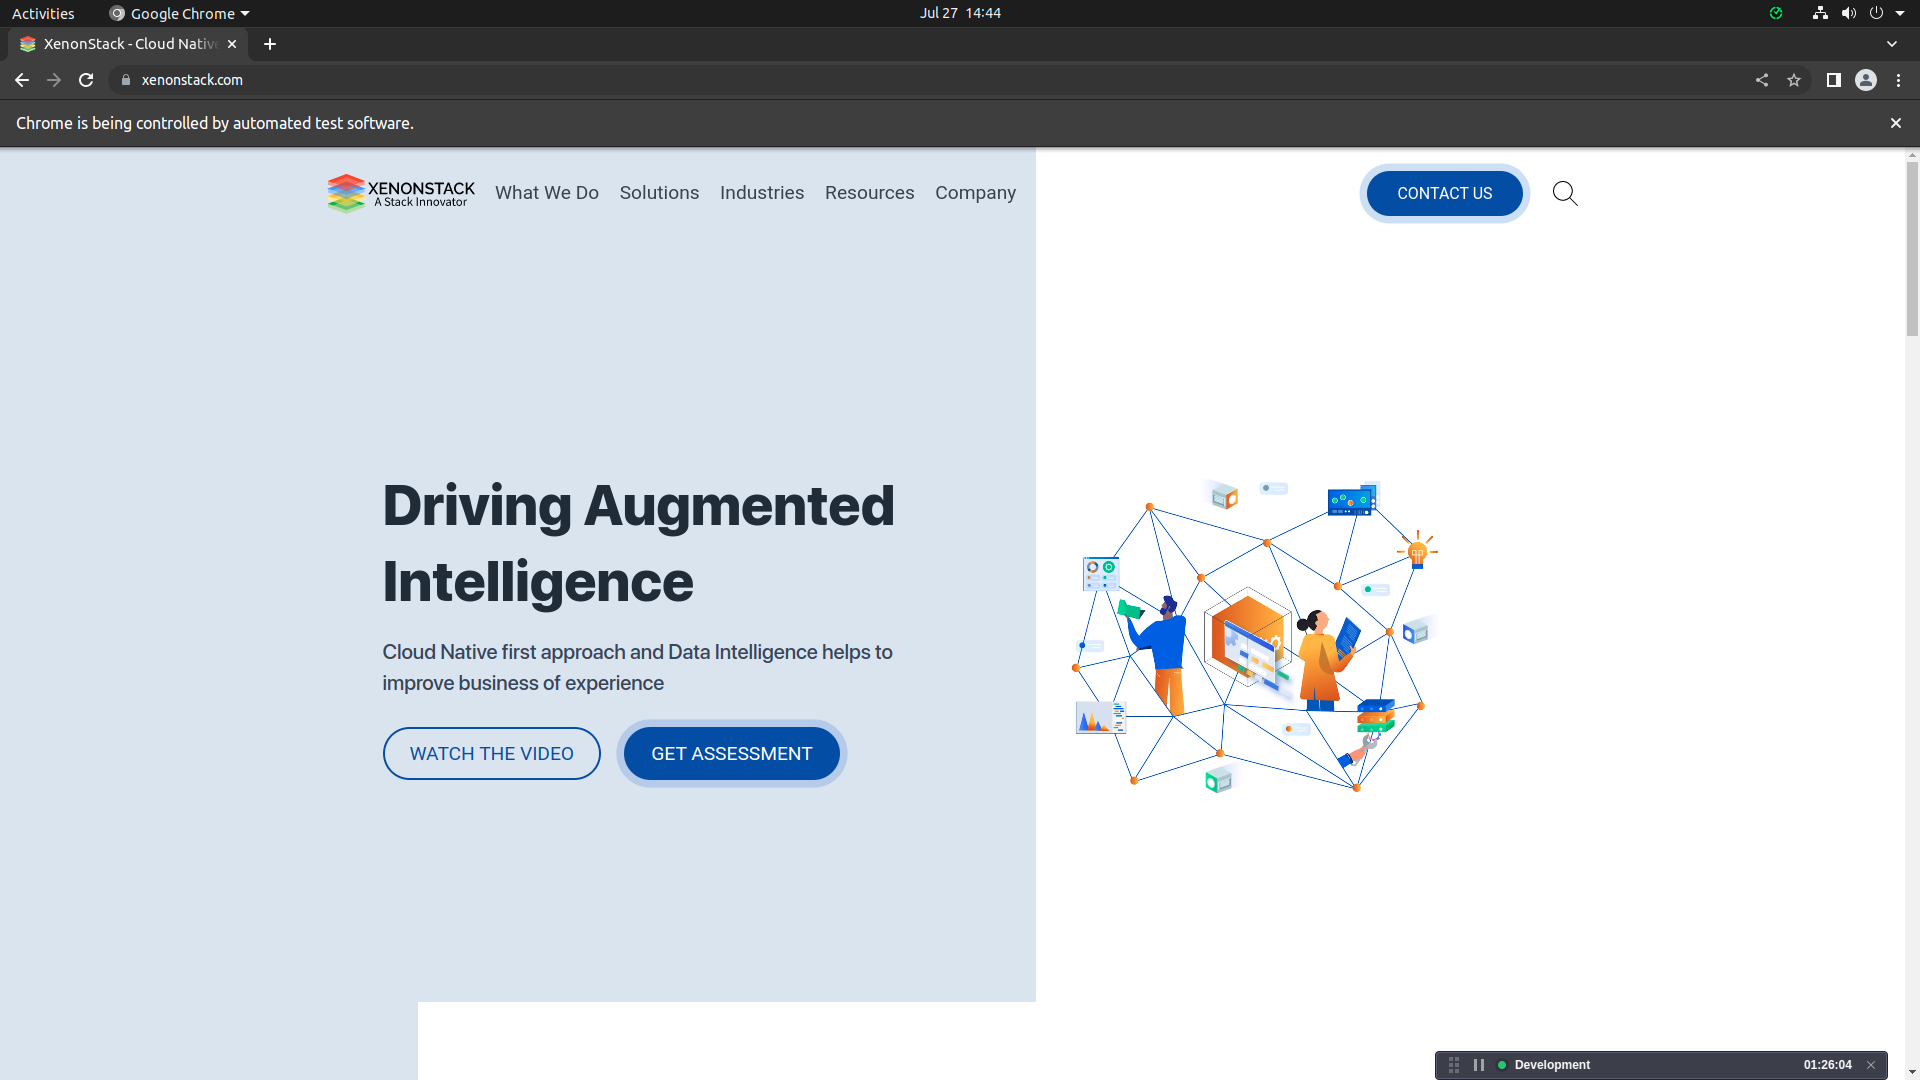 Activities
Google Chrome
Jul 27 14:44
XenonStack - Cloud Native
xenonstack.com
Chrome is being controlled by automated test software.
XENONSTACK
A Stack Innovator
What We Do
Solutions
Industries
Resources
Company
CONTACT US
Driving Augmented
Intelligence
Cloud Native first approach and Data Intelligence helps to
improve business of experience
WATCH THE VIDEO
GET ASSESSMENT
Development
01:26:04